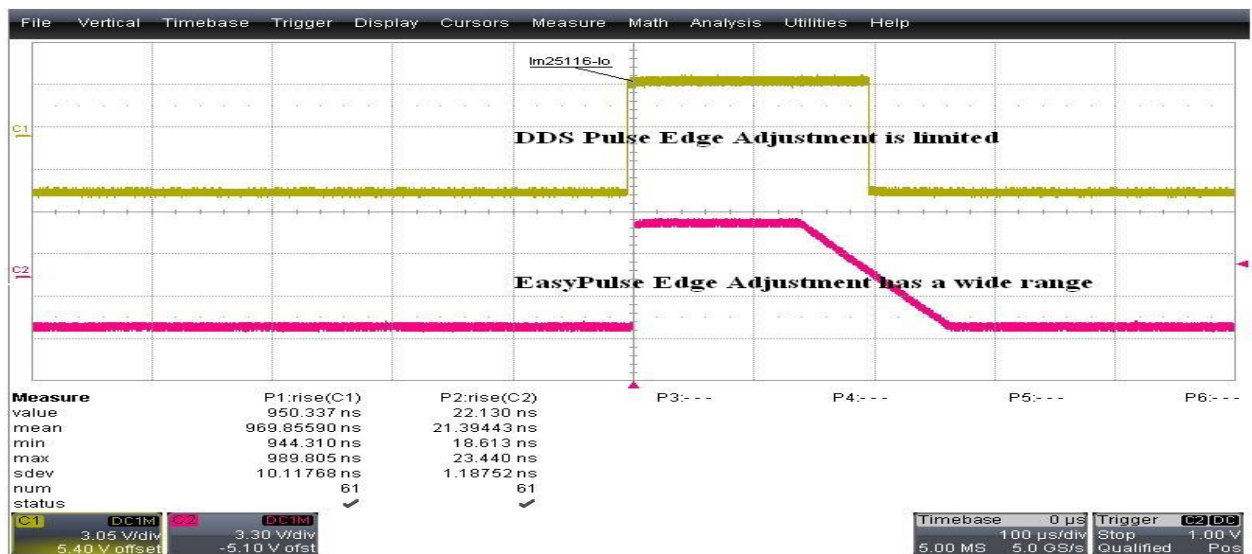 File Vertical Timebase Trigger Display Cursors Measure Math Analysis Utilities Help
lm25116-lo
C1
DDS Pulse Edge Adjustment is limited
C2
EasyPulse Edge Adjustment has a wide range
Measure P1:rise(C1) P2:rise(C2) P3:- - - P4:- - - P5:- - - P6:- - -
value 950.337 ns 22.130 ns
mean 969.85590 ns 21.39443 ns
min 944.310 ns 18.613 ns
max 989.805 ns 23.440 ns
sdev 10.11768 ns 1.18752 ns
num 61 61
status
C1 DC1M C2 DC1M Timebase 0 µs Trigger C2 DC
3.05 V/div 3.30 V/div 100 µs/div Stop 1.00 V
5.40 V offset -5.10 V ofst 5.00 MS 5.0 GS/s Qualified Pos